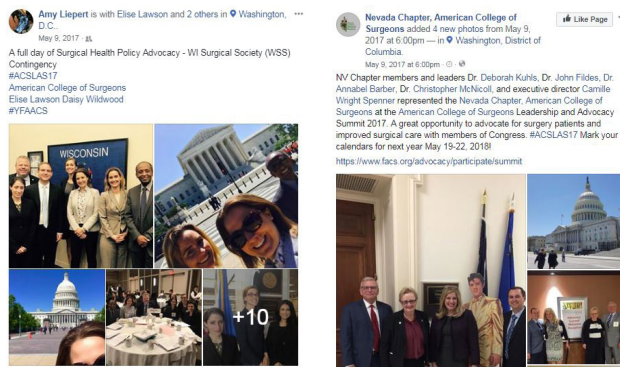 Amy Liepert is with Elise Lawson and 2 others in Washington,
D.C..
May 9, 2017
A full day of Surgical Health Policy Advocacy - WI Surgical Society (WSS)
Contingency
#ACSLAS17
American College of Surgeons
Elise Lawson Daisy Wildwood
#YFAACS
WISCONSIN
+10
Nevada Chapter, American College of
Surgeons added 4 new photos from May 9,
2017 at 6:00pm — in Washington, District of
Columbia.
May 9, 2017 at 6:00pm
Like Page
NV Chapter members and leaders Dr. Deborah Kuhls, Dr. John Fildes, Dr.
Annabel Barber, Dr. Christopher McNicoll, and executive director Camille
Wright Spenner represented the Nevada Chapter, American College of
Surgeons at the American College of Surgeons Leadership and Advocacy
Summit 2017. A great opportunity to advocate for surgery patients and
improved surgical care with members of Congress. #ACSLAS17 Mark your
calendars for next year May 19-22, 2018!
https://www.facs.org/advocacy/participate/summit